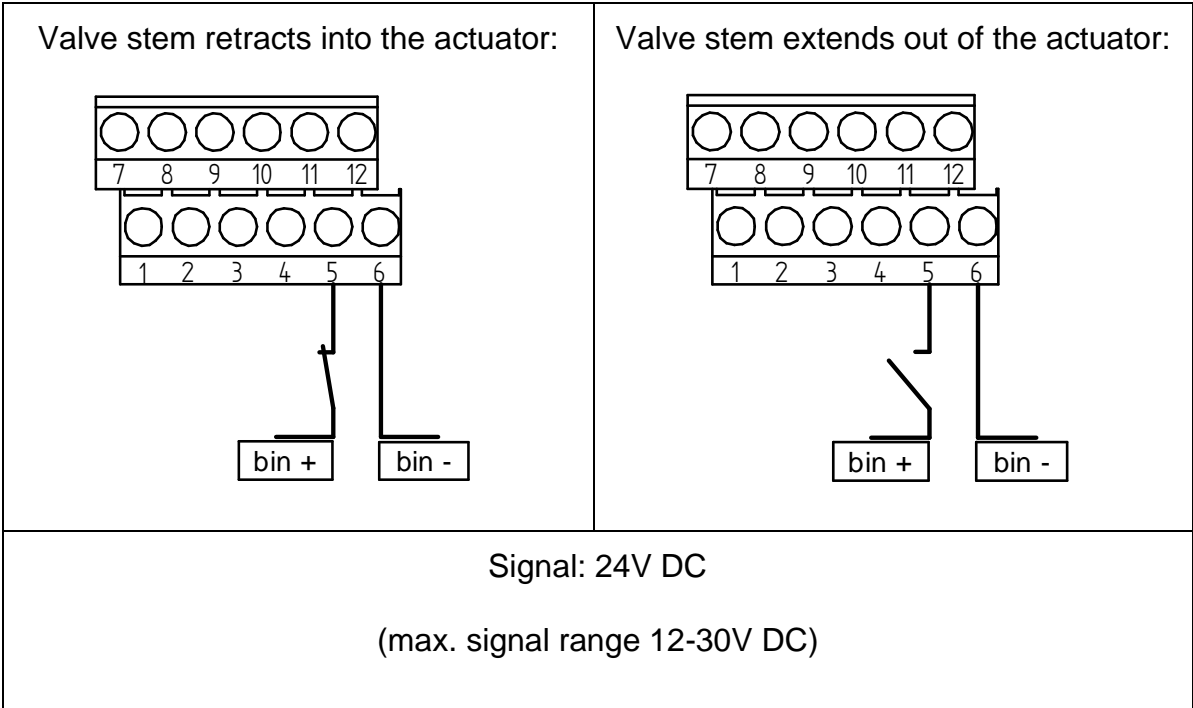 Valve stem retracts into the actuator:
7 8 9 10 11 12
1 2 3 4 5 6
bin + bin -
Valve stem extends out of the actuator:
7 8 9 10 11 12
1 2 3 4 5 6
bin + bin -
Signal: 24V DC
(max. signal range 12-30V DC)